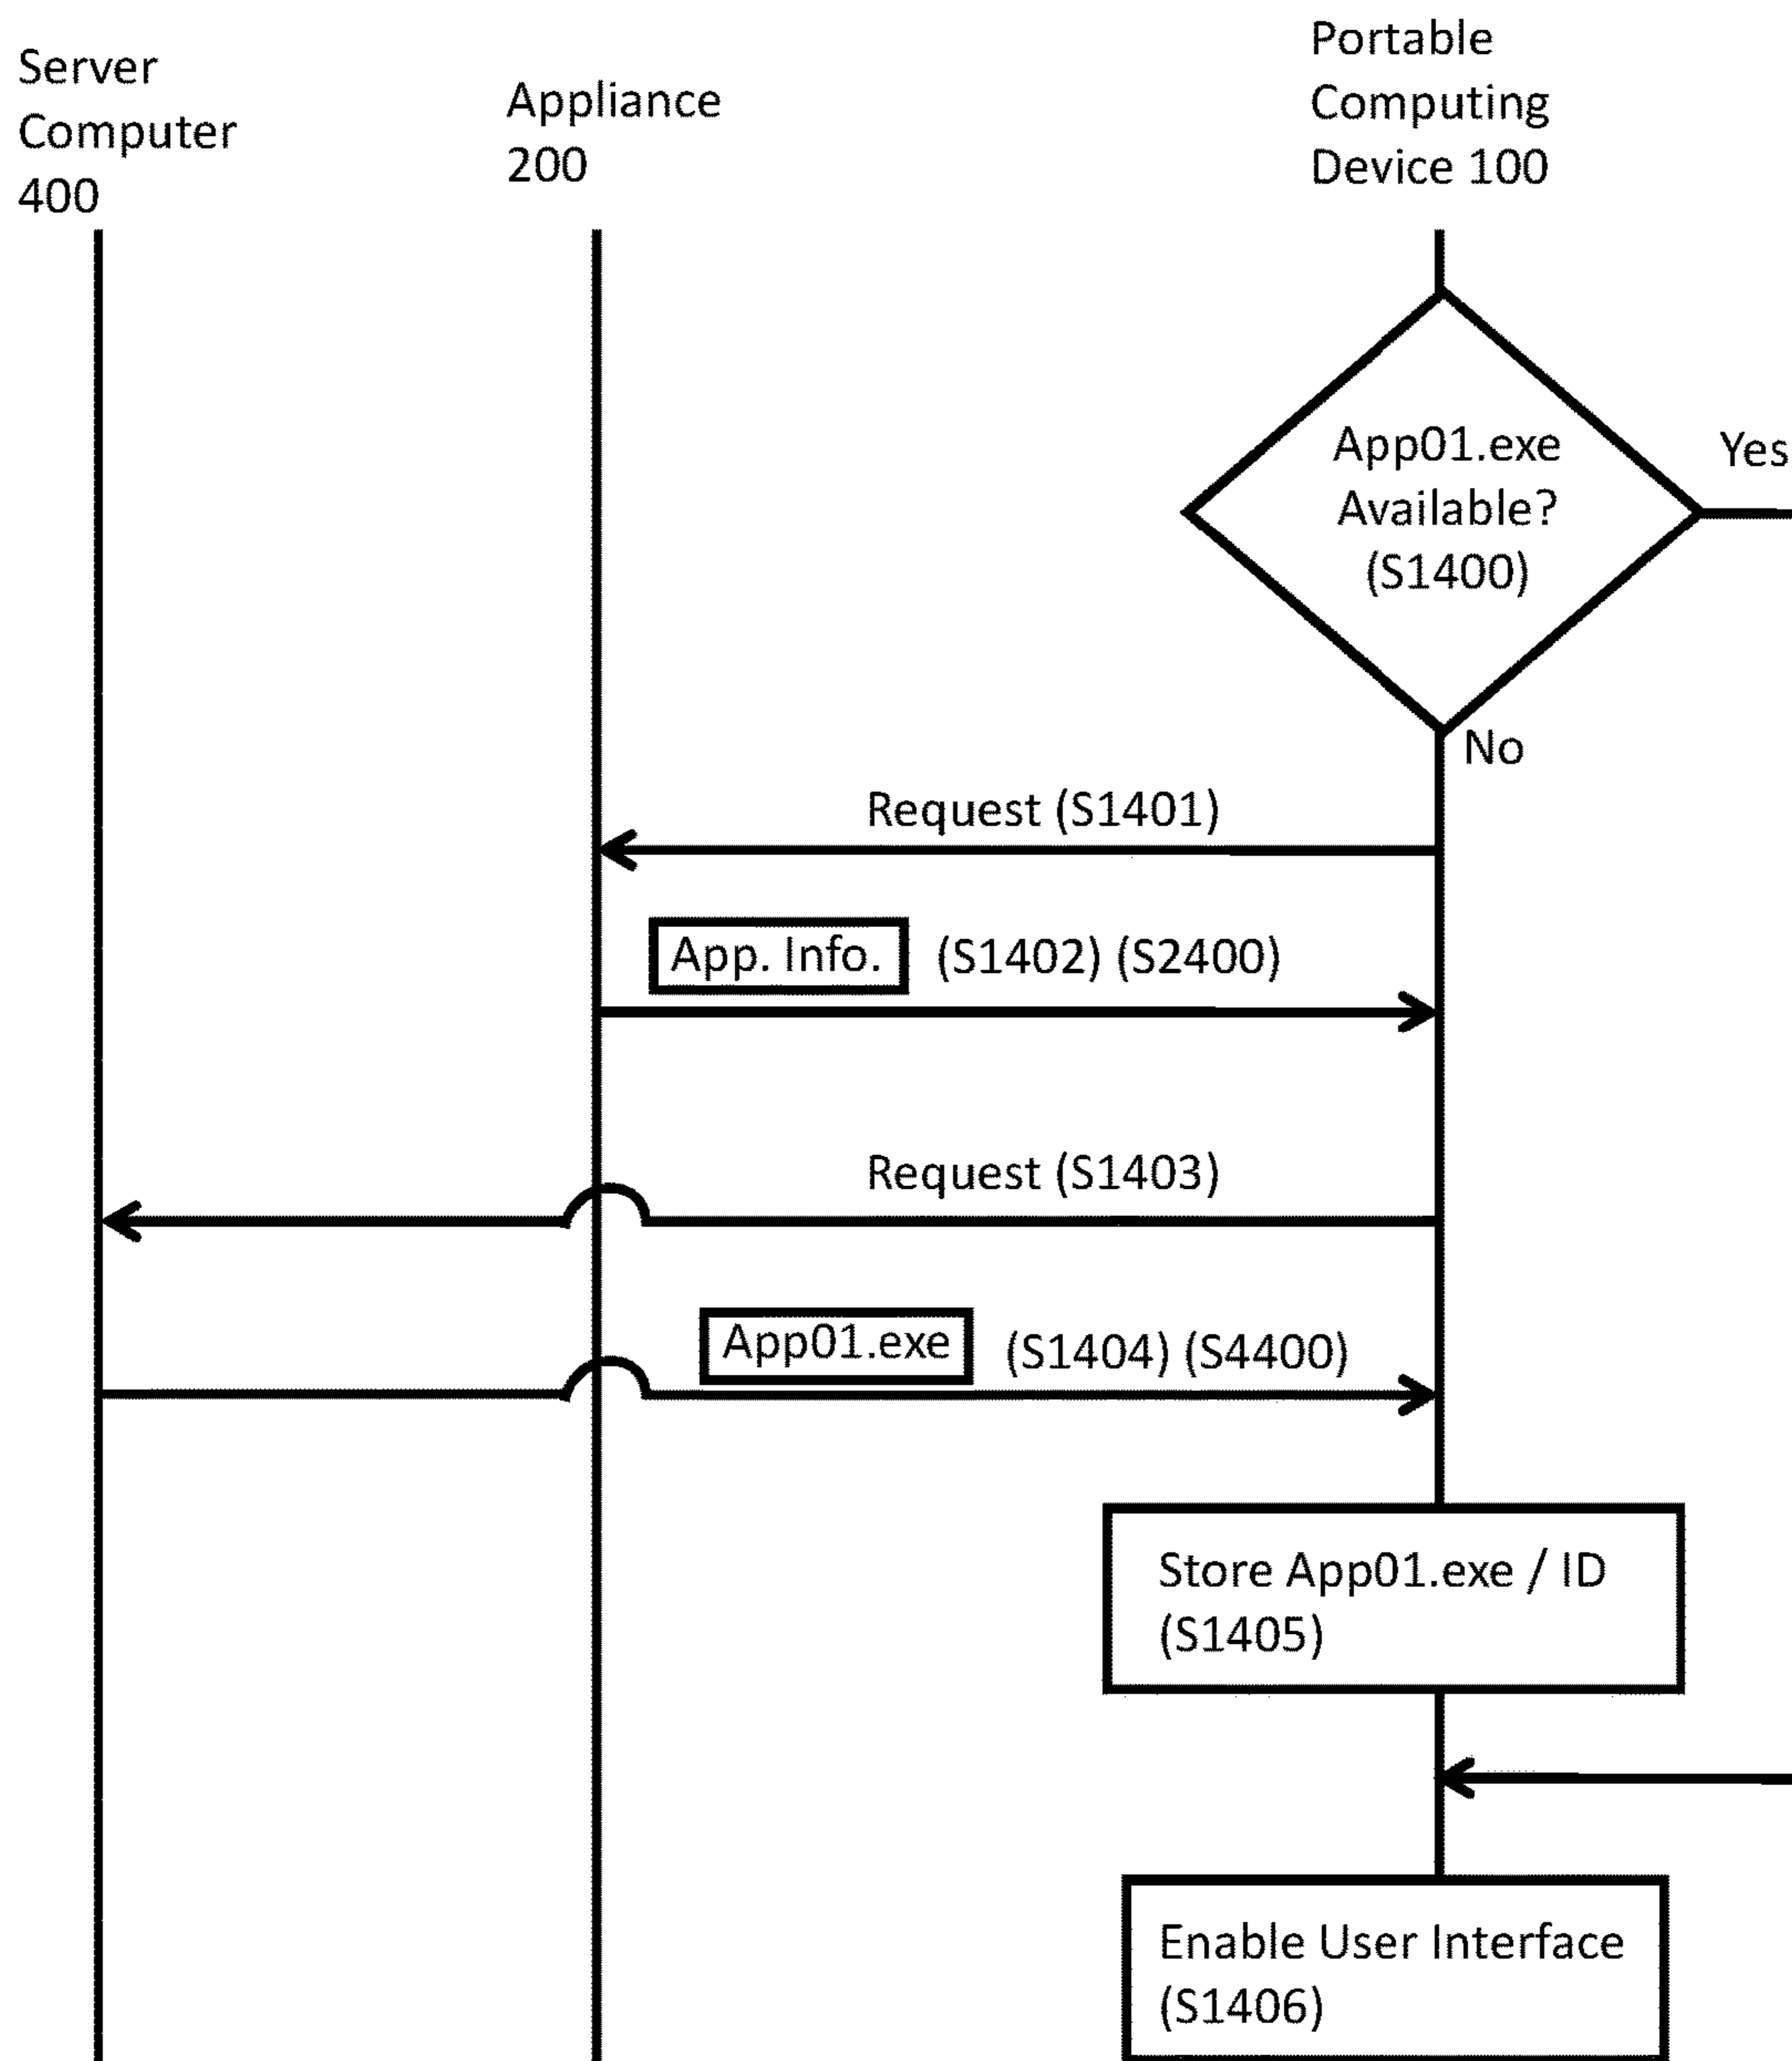 Server
Computer
400
Appliance
200
Portable
Computing
Device 100
App01.exe
Available?
(S1400)
Yes
No
Request (S1401)
App. Info. (S1402) (S2400)
Request (S1403)
App01.exe (S1404) (S4400)
Store App01.exe / ID
(S1405)
Enable User Interface
(S1406)